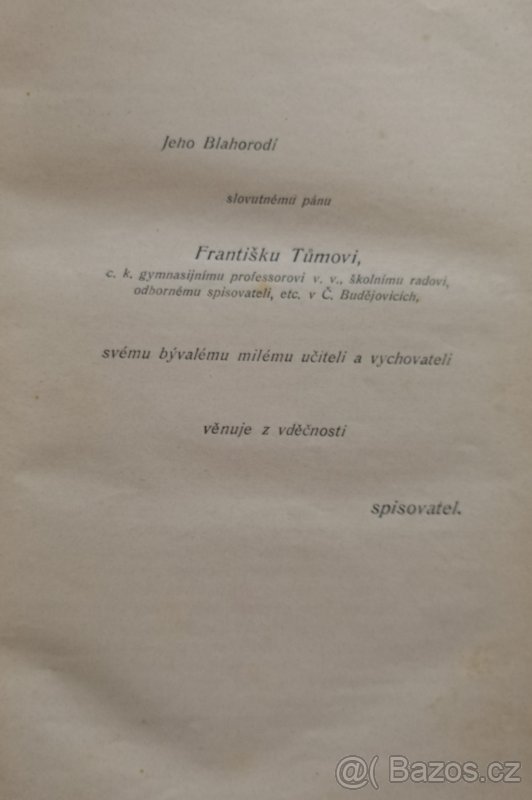 Jeho Blahorodí
slovutnému pánu
Františku Tůmovi,
c. k. gymnasijnímu professorovi v. v., školnímu radovi,
odbornému spisovateli, etc. v Č. Budějovicích,
svému bývalému milému učiteli a vychovateli
věnuje z vděčnosti
spisovatel.
@( Bazos.cz